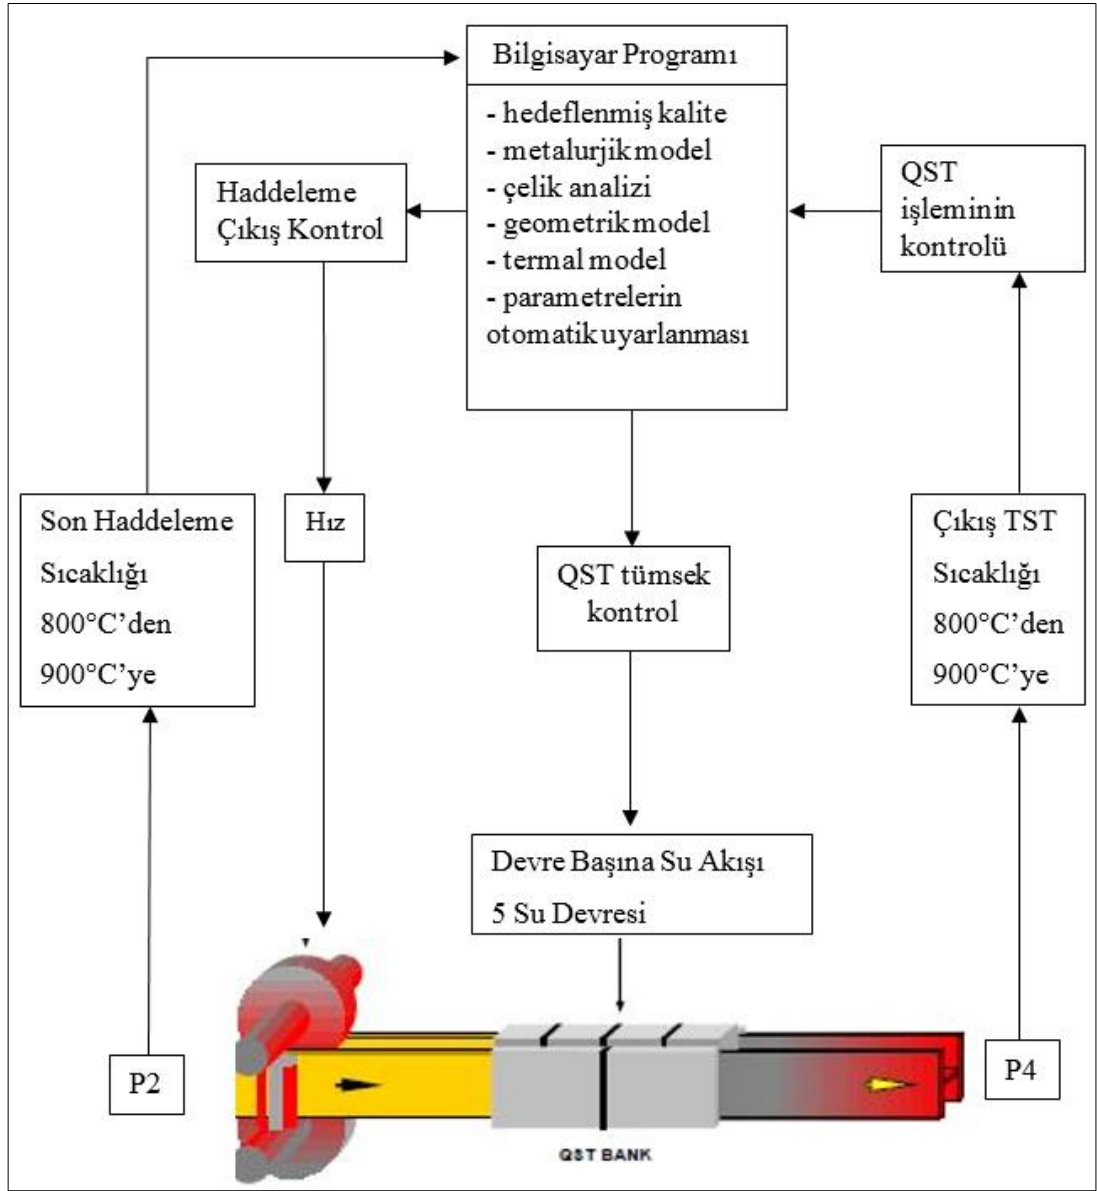 Bilgisayar Programı
- hedeflenmiş kalite
- metalurjik model
- çelik analizi
- geometrik model
- termal model
- parametrelerin
otomatik uyarlanması
Haddeleme
Çıkış Kontrol
QST
işleminin
kontrolü
Son Haddeleme
Sıcaklığı
800°C’den
900°C’ye
Hız
QST tümsek
kontrol
Çıkış TST
Sıcaklığı
800°C’den
900°C’ye
Devre Başına Su Akışı
5 Su Devresi
P2
P4
QST BANK